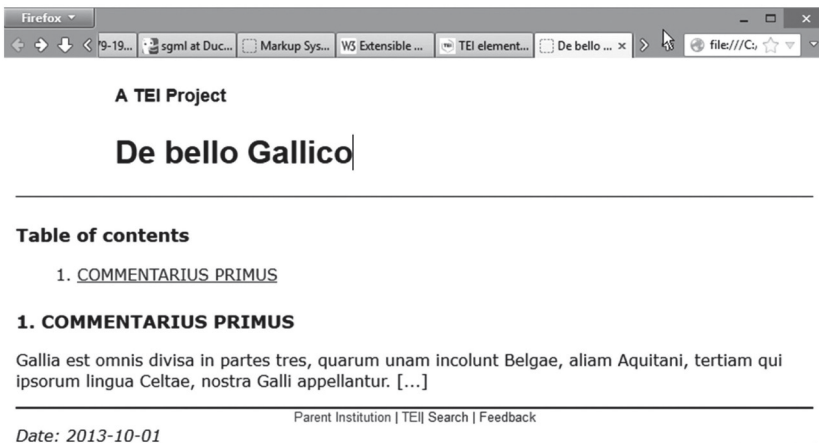 Firefox
'9-19... sgml at Duc... Markup Sys... W3 Extensible ... TEI element... De bello ... × file:///C:/
A TEI Project
De bello Gallico
Table of contents
1. COMMENTARIUS PRIMUS
1. COMMENTARIUS PRIMUS
Gallia est omnis divisa in partes tres, quarum unam incolunt Belgae, aliam Aquitani, tertiam qui
ipsorum lingua Celtae, nostra Galli appellantur. [...]
Parent Institution | TEI| Search | Feedback
Date: 2013-10-01